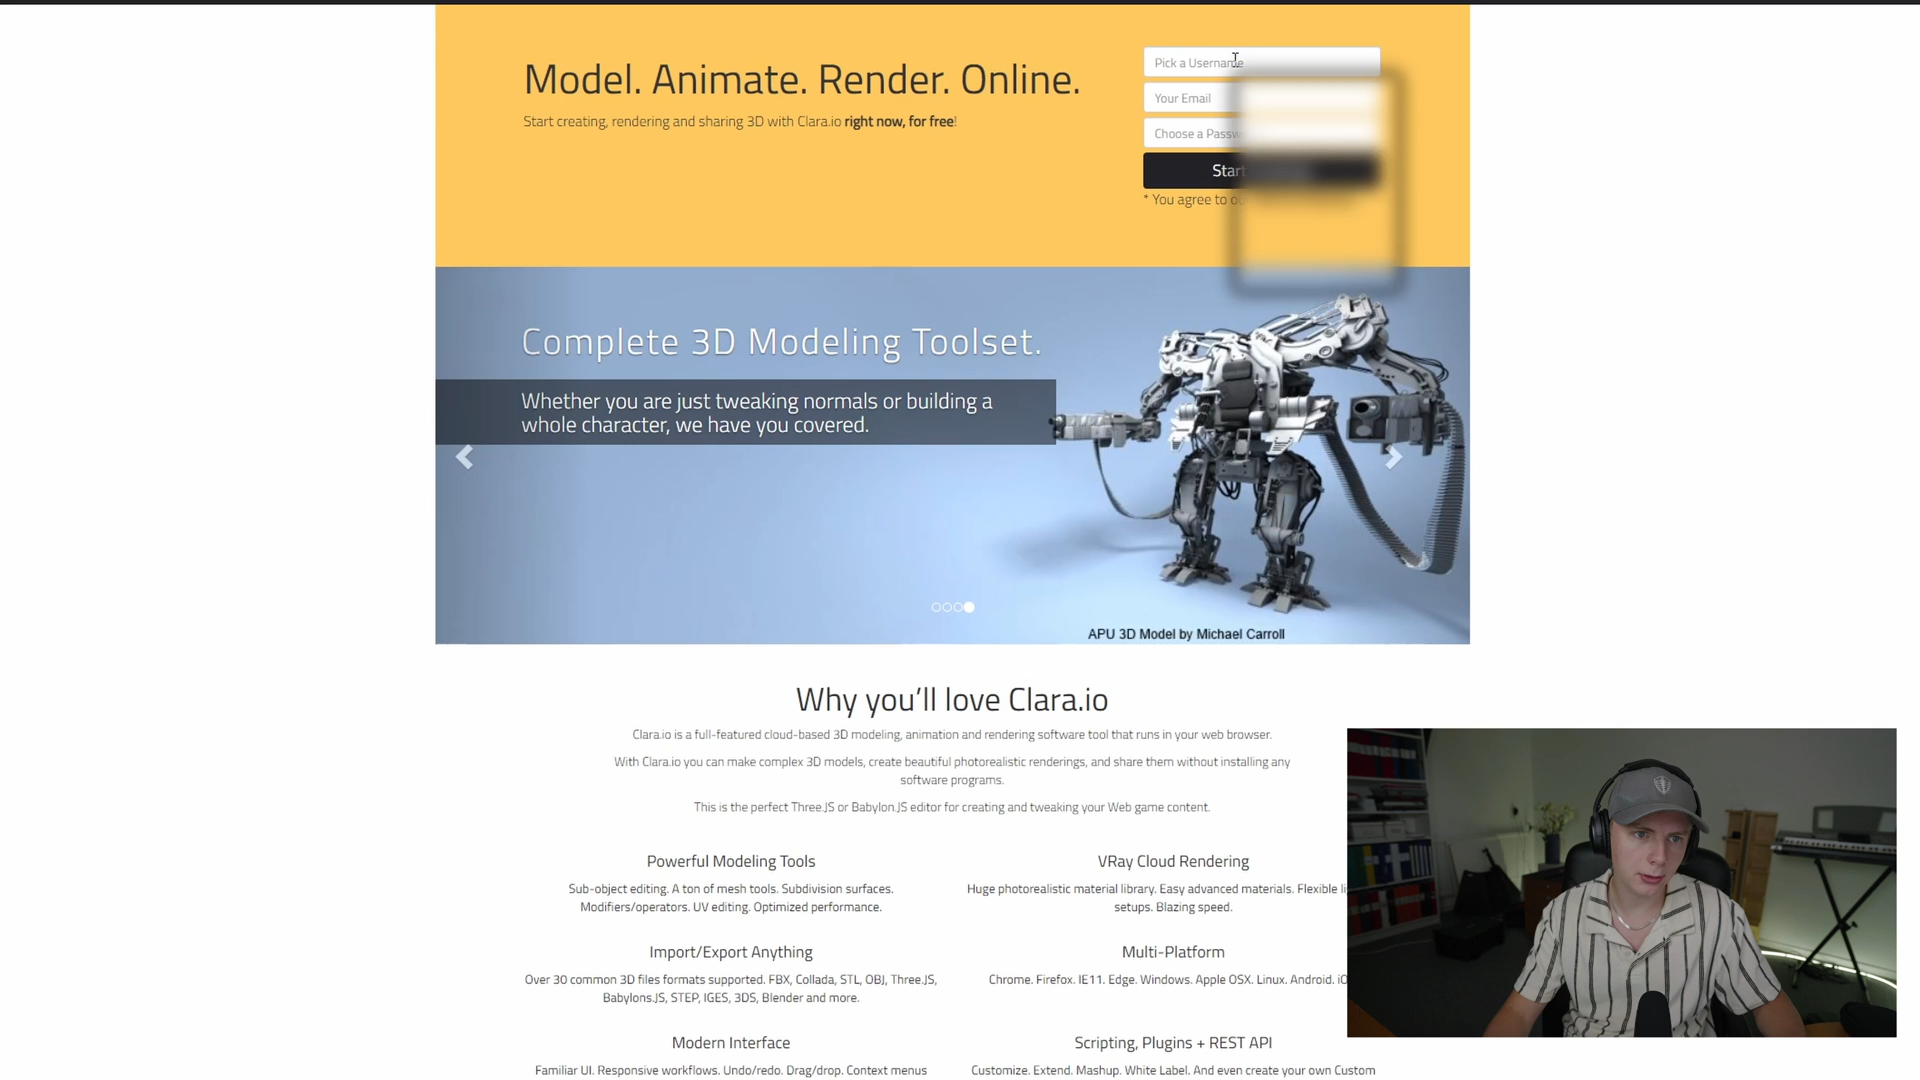 Model. Animate. Render. Online.
Start creating, rendering and sharing 3D with Clara.io right now, for free!
Pick a Username
Your Email
Choose a Passw
Start
* You agree to
Complete 3D Modeling Toolset.
Whether you are just tweaking normals or building a
whole character, we have you covered.
APU 3D Model by Michael Carroll
Why you'll love Clara.io
Clara.io is a full-featured cloud-based 3D modeling, animation and rendering software tool that runs in your web browser.
With Clara.io you can make complex 3D models, create beautiful photorealistic renderings, and share them without installing any
software programs.
This is the perfect Three.JS or Babylon.JS editor for creating and tweaking your Web game content.
Powerful Modeling Tools
Sub-object editing. A ton of mesh tools. Subdivision surfaces.
Modifiers/operators. UV editing. Optimized performance.
VRay Cloud Rendering
Huge photorealistic material library. Easy advanced materials. Flexible li
setups. Blazing speed.
Import/Export Anything
Over 30 common 3D files formats supported. FBX, Collada, STL, OBJ, Three.JS,
Babylons.JS, STEP, IGES, 3DS, Blender and more.
Multi-Platform
Chrome. Firefox. IE11. Edge. Windows. Apple OSX. Linux. Android. iO
Modern Interface
Familiar UI. Responsive workflows. Undo/redo. Drag/drop. Context menus
Scripting, Plugins + REST API
Customize. Extend. Mashup. White Label. And even create your own Custom